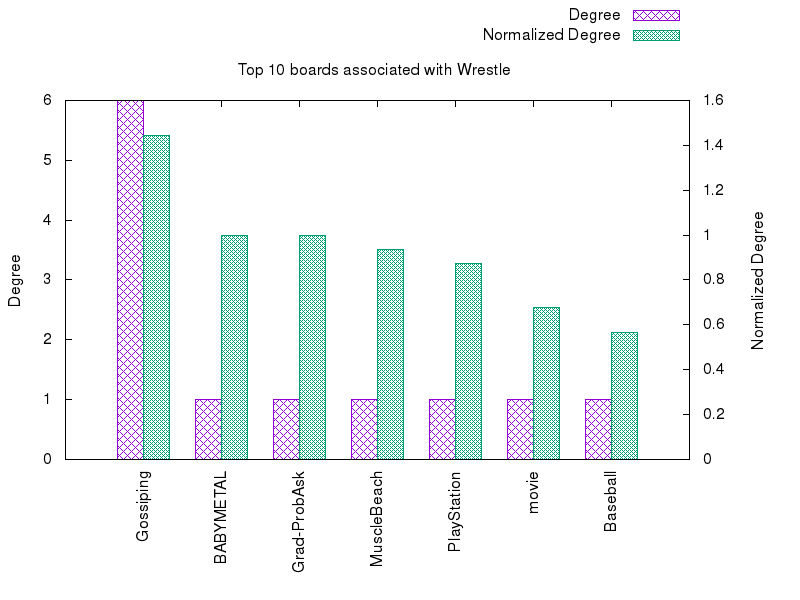 Degree
Normalized Degree
Top 10 boards associated with Wrestle
6
5
4
3
2
1
0
1.6
1.4
1.2
1
0.8
0.6
0.4
0.2
0
Degree
Normalized Degree
Gossiping
BABYMETAL
Grad-ProbAsk
MuscleBeach
PlayStation
movie
Baseball